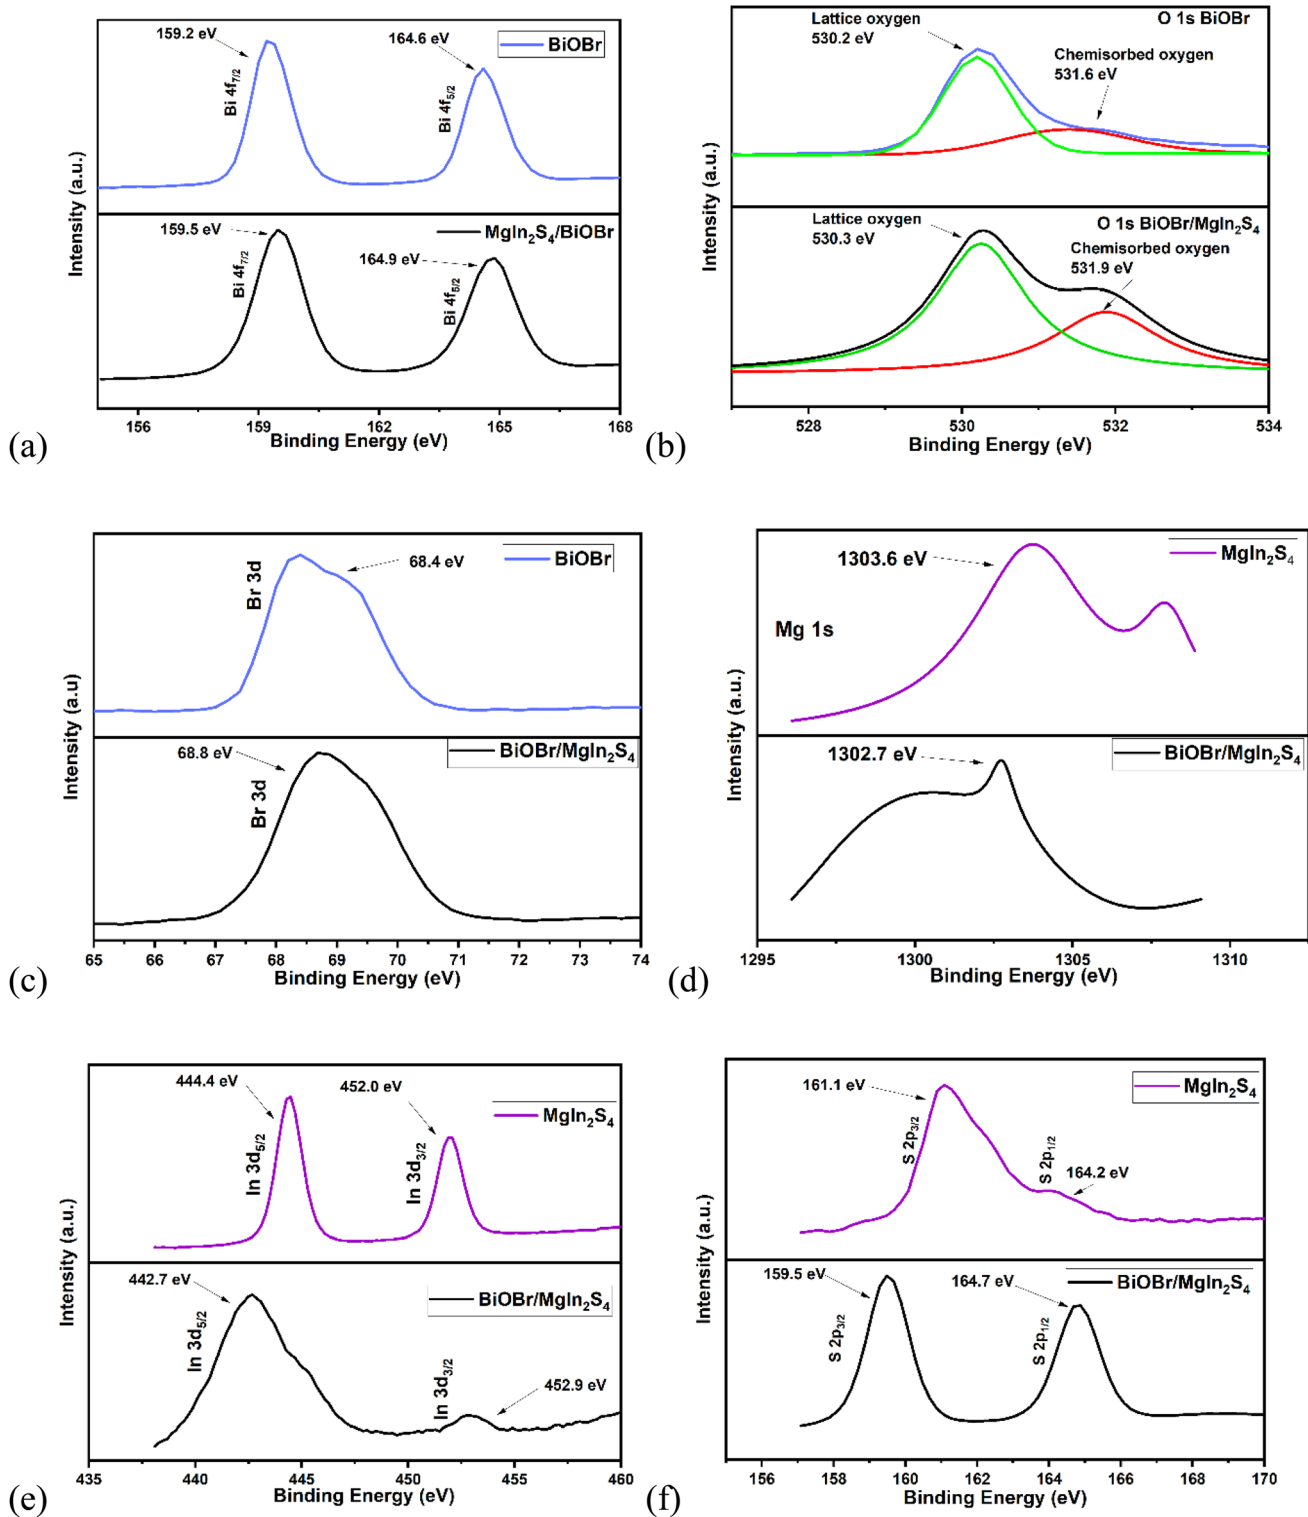 159.2 eV
164.6 eV
BiOBr
Bi 4f7/2
Bi 4f5/2
159.5 eV
164.9 eV
MgIn2S4/BiOBr
Bi 4f7/2
Bi 4f5/2
Intensity (a.u.)
156 159 162 165 168
Binding Energy (eV)
(a)
Lattice oxygen
530.2 eV
O 1s BiOBr
Chemisorbed oxygen
531.6 eV
Lattice oxygen
530.3 eV
O 1s BiOBr/MgIn2S4
Chemisorbed oxygen
531.9 eV
Intensity (a.u.)
528 530 532 534
Binding Energy (eV)
(b)
BiOBr
68.4 eV
Br 3d
68.8 eV
BiOBr/MgIn2S4
Br 3d
Intensity (a.u)
65 66 67 68 69 70 71 72 73 74
Binding Energy (eV)
(c)
1303.6 eV
MgIn2S4
Mg 1s
1302.7 eV
BiOBr/MgIn2S4
Intensity (a.u.)
1295 1300 1305 1310
Binding Energy (eV)
(d)
444.4 eV
452.0 eV
MgIn2S4
In 3d5/2
In 3d3/2
442.7 eV
BiOBr/MgIn2S4
In 3d5/2
In 3d3/2
452.9 eV
Intensity (a.u.)
435 440 445 450 455 460
Binding Energy (eV)
(e)
161.1 eV
MgIn2S4
S 2p3/2
S 2p1/2
164.2 eV
159.5 eV
164.7 eV
BiOBr/MgIn2S4
S 2p3/2
S 2p1/2
Intensity (a.u.)
156 158 160 162 164 166 168 170
Binding Energy (eV)
(f)